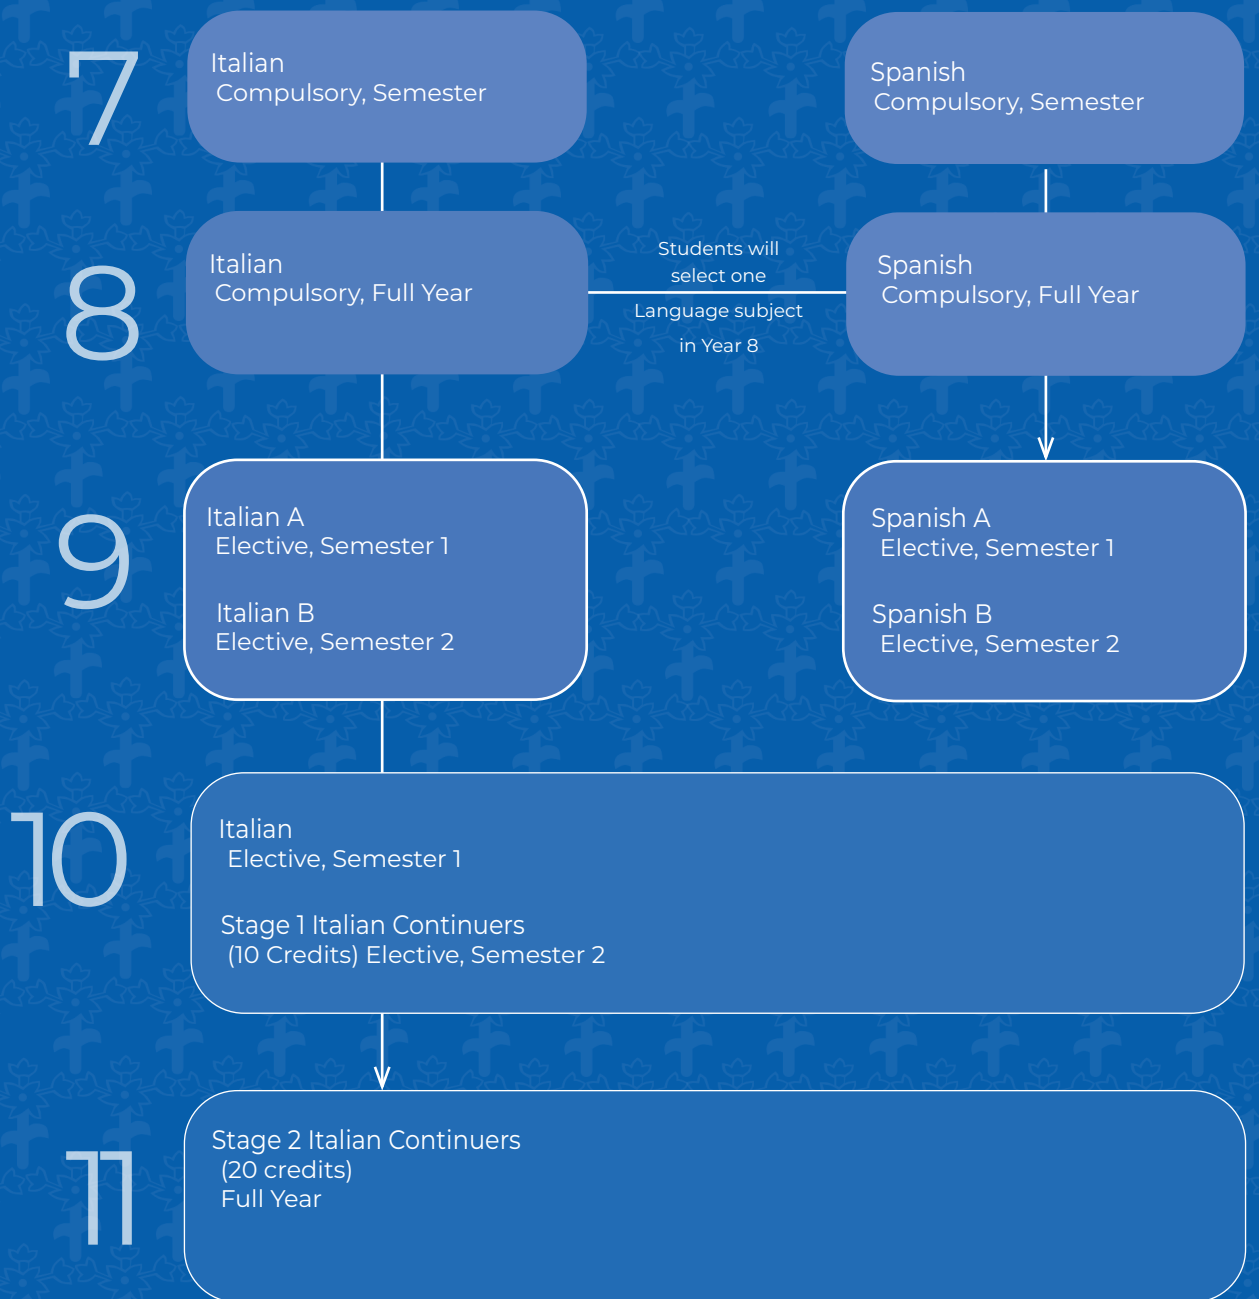 7
Italian
Compulsory, Semester
Spanish
Compulsory, Semester
8
Italian
Compulsory, Full Year
Students will
select one
Language subject
in Year 8
Spanish
Compulsory, Full Year
9
Italian A
Elective, Semester 1
Italian B
Elective, Semester 2
Spanish A
Elective, Semester 1
Spanish B
Elective, Semester 2
10
Italian
Elective, Semester 1
Stage 1 Italian Continuers
(10 Credits) Elective, Semester 2
11
Stage 2 Italian Continuers
(20 credits)
Full Year